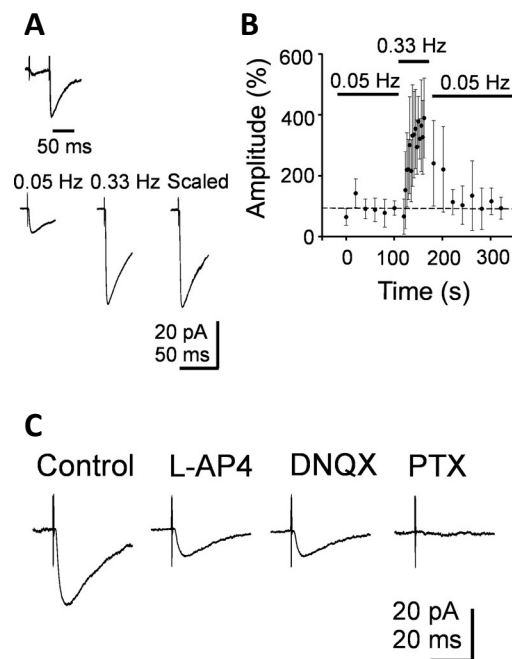 A
50 ms
0.05 Hz 0.33 Hz Scaled
20 pA
50 ms
B
0.33 Hz
0.05 Hz 0.05 Hz
Amplitude (%)
600
400
200
0
0 100 200 300
Time (s)
C
Control L-AP4 DNQX PTX
20 pA
20 ms